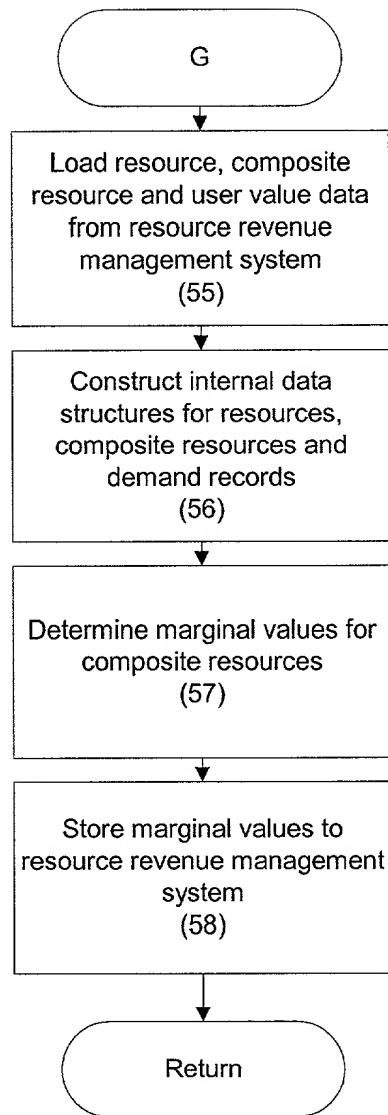 G
Load resource, composite
resource and user value data
from resource revenue
management system
(55)
Construct internal data
structures for resources,
composite resources and
demand records
(56)
Determine marginal values for
composite resources
(57)
Store marginal values to
resource revenue management
system
(58)
Return